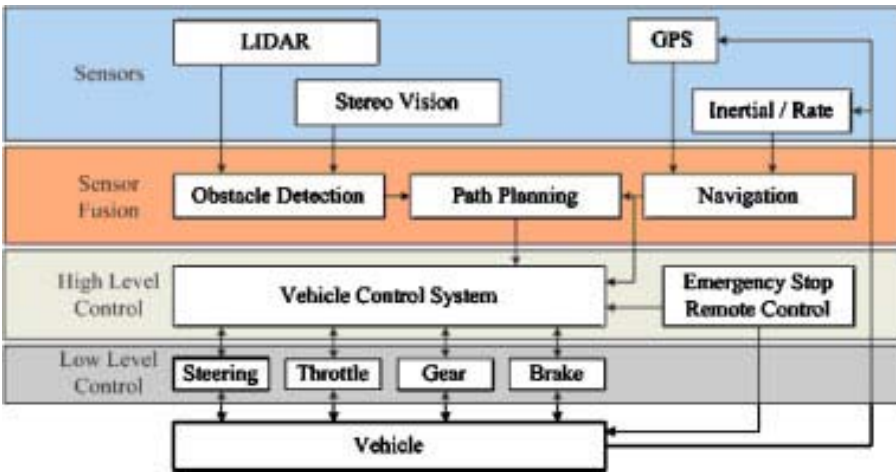 Sensors
LIDAR
GPS
Stereo Vision
Inertial / Rate
Sensor
Fusion
Obstacle Detection
Path Planning
Navigation
High Level
Control
Vehicle Control System
Emergency Stop
Remote Control
Low Level
Control
Steering
Throttle
Gear
Brake
Vehicle